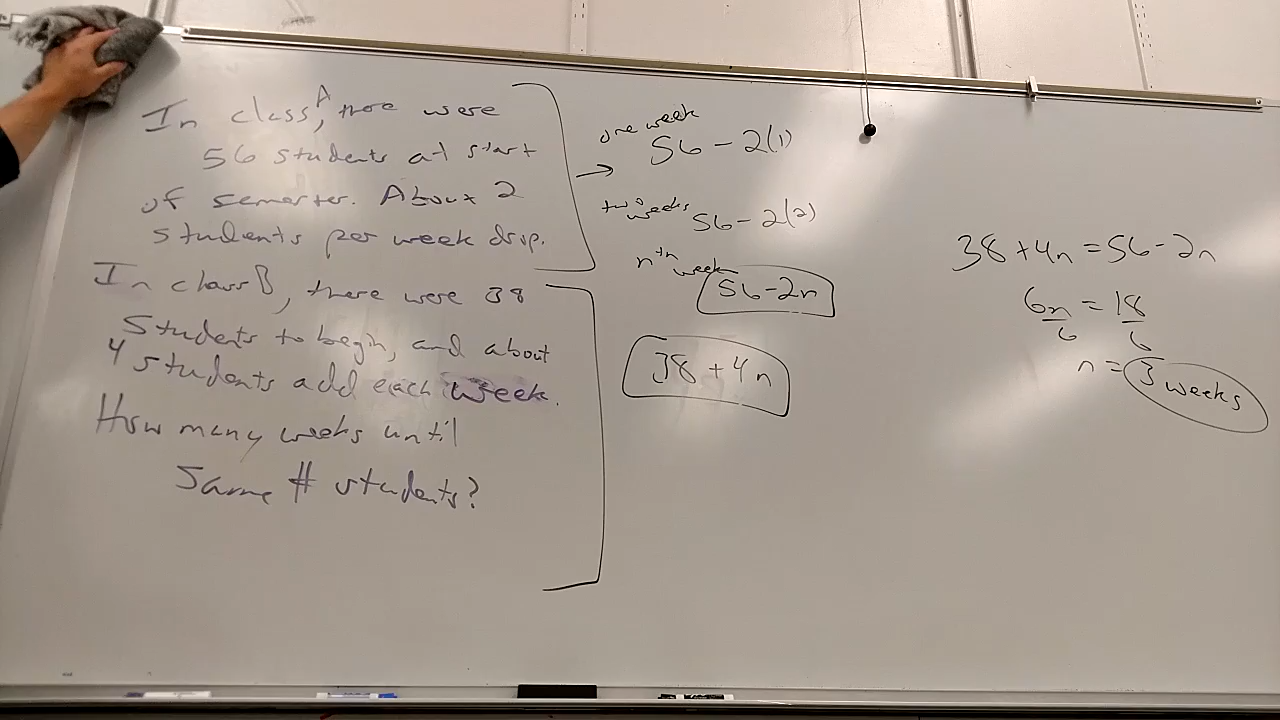 In class A, there were
56 students at start
of semester. About 2
students per week drop.
In class B, there were 38
students to begin, and about
4 students add each week.
How many weeks until
same # students?
one week
56 - 2(1)
two weeks 56 - 2(2)
nth week
56 - 2n
38 + 4n
38 + 4n = 56 - 2n
6n = 18
6 6
n = 3 weeks